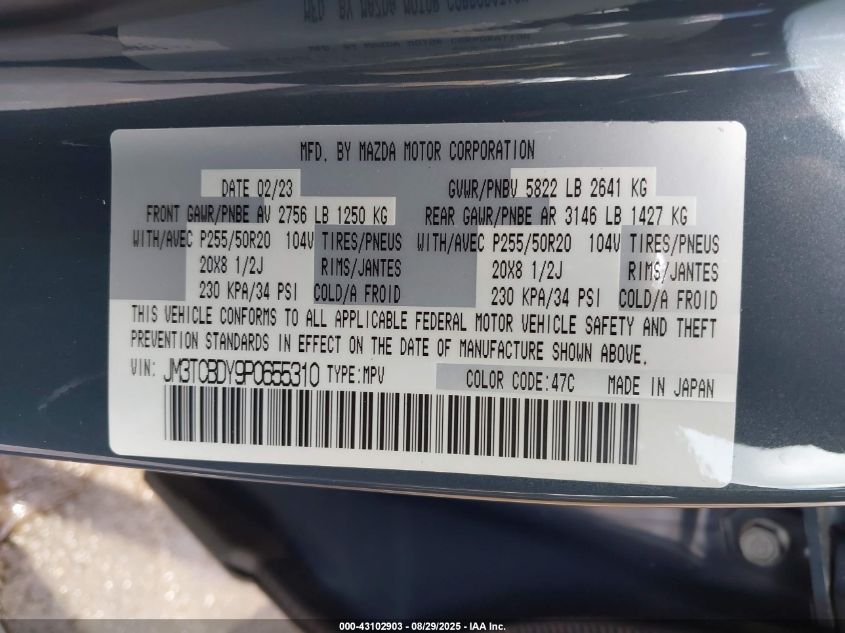 MFD. BY MAZDA MOTOR CORPORATION
DATE 02/23 GVWR/PNBV 5822 LB 2641 KG
FRONT GAWR/PNBE AV 2756 LB 1250 KG REAR GAWR/PNBE AR 3146 LB 1427 KG
WITH/AVEC P255/50R20 104V TIRES/PNEUS WITH/AVEC P255/50R20 104V TIRES/PNEUS
20X8 1/2J RIMS/JANTES 20X8 1/2J RIMS/JANTES
230 KPA/34 PSI COLD/A FROID 230 KPA/34 PSI COLD/A FROID
THIS VEHICLE CONFORMS TO ALL APPLICABLE FEDERAL MOTOR VEHICLE SAFETY AND THEFT
PREVENTION STANDARDS IN EFFECT ON THE DATE OF MANUFACTURE SHOWN ABOVE.
VIN: JM3TCBDY9P0655310 TYPE:MPV COLOR CODE:47C MADE IN JAPAN
000-43102903 - 08/29/2025 - IAA Inc.